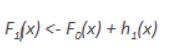 F₁(x) <- F₀(x) + h₁(x)